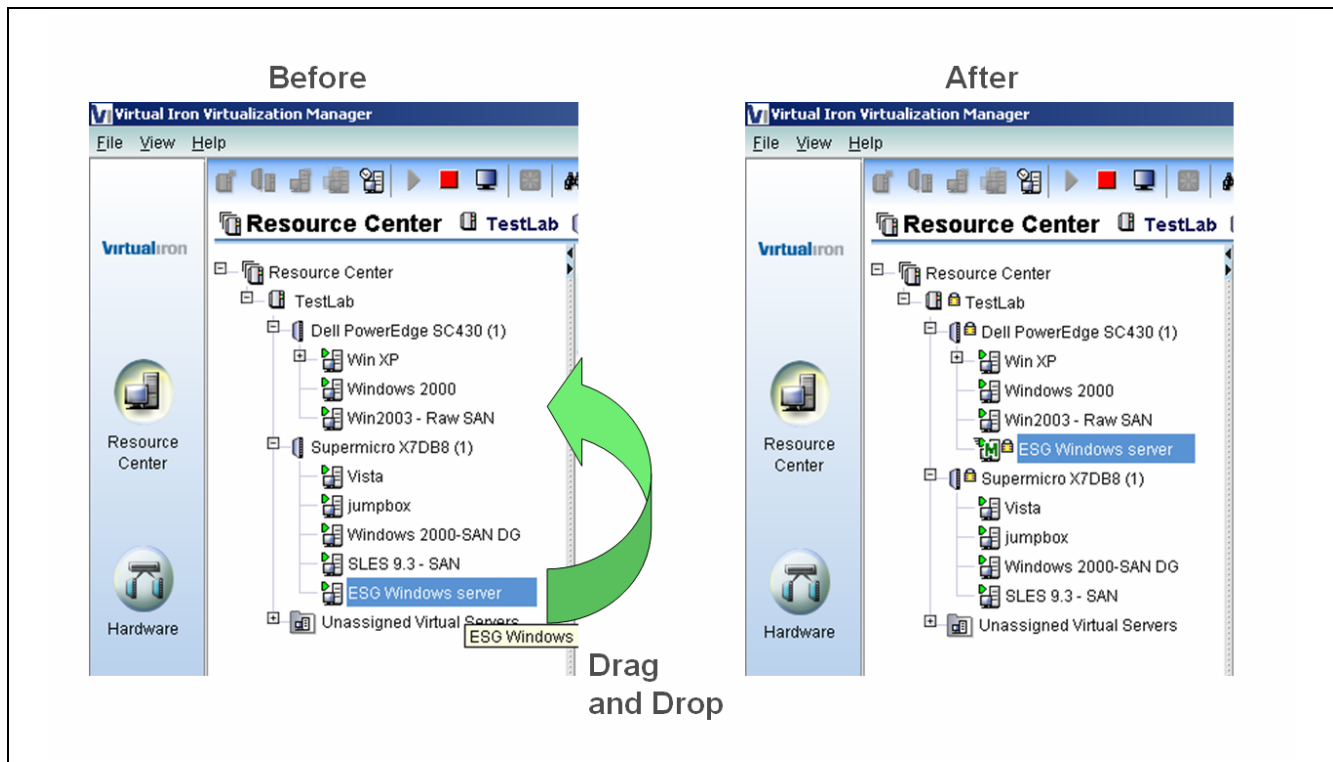 Before
Virtual Iron Virtualization Manager
File View Help
Resource Center TestLab
Virtualiron
Resource Center
TestLab
Dell PowerEdge SC430 (1)
Win XP
Windows 2000
Win2003 - Raw SAN
Supermicro X7DB8 (1)
Vista
jumpbox
Windows 2000-SAN DG
SLES 9.3 - SAN
ESG Windows server
Unassigned Virtual Servers
ESG Windows
Resource
Center
Hardware
Drag
and Drop
After
Virtual Iron Virtualization Manager
File View Help
Resource Center TestLab
Virtualiron
Resource Center
TestLab
Dell PowerEdge SC430 (1)
Win XP
Windows 2000
Win2003 - Raw SAN
M ESG Windows server
Supermicro X7DB8 (1)
Vista
jumpbox
Windows 2000-SAN DG
SLES 9.3 - SAN
Unassigned Virtual Servers
Resource
Center
Hardware